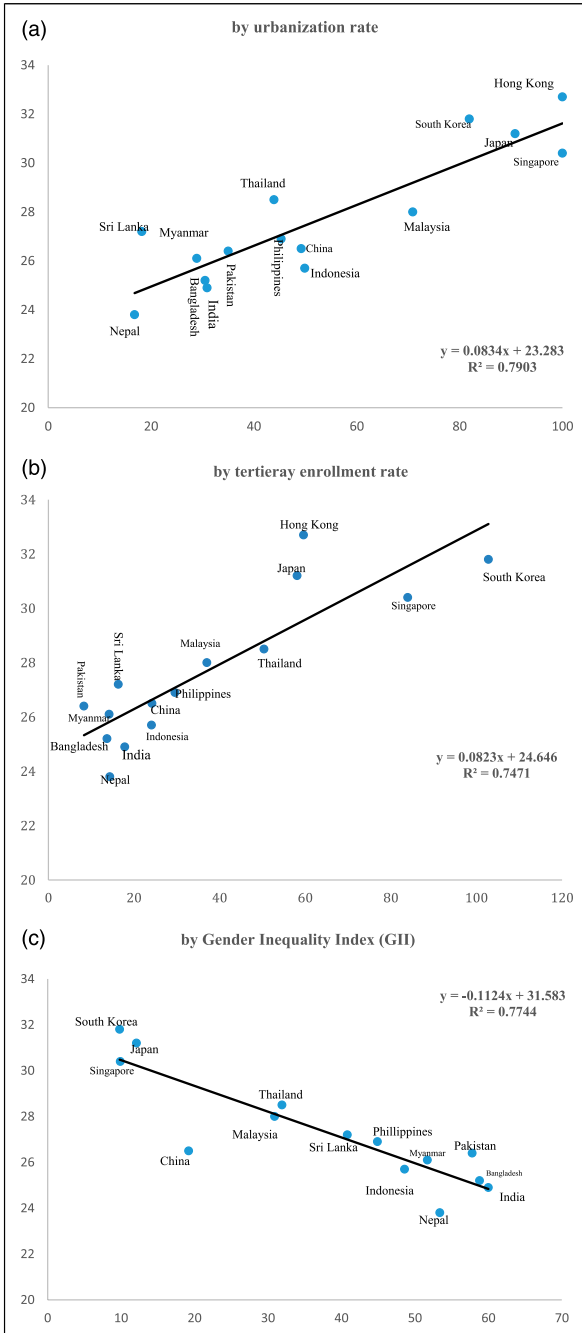 (a)
by urbanization rate
34
32
30
28
26
24
22
20
0
20
40
60
80
100
Hong Kong
South Korea
Japan
Singapore
Thailand
Malaysia
Sri Lanka
Myanmar
Pakistan
Philippines
China
Indonesia
Bangladesh
India
Nepal
y = 0.0834x + 23.283
R² = 0.7903
(b)
by tertieray enrollment rate
34
32
30
28
26
24
22
20
0
20
40
60
80
100
120
Hong Kong
Japan
South Korea
Singapore
Malaysia
Thailand
Pakistan
Sri Lanka
Philippines
Myanmar
China
Indonesia
Bangladesh
India
Nepal
y = 0.0823x + 24.646
R² = 0.7471
(c)
by Gender Inequality Index (GII)
34
32
30
28
26
24
22
20
0
10
20
30
40
50
60
70
y = -0.1124x + 31.583
R² = 0.7744
South Korea
Japan
Singapore
Thailand
Malaysia
Sri Lanka
Phillippines
China
Myanmar
Pakistan
Indonesia
Bangladesh
India
Nepal